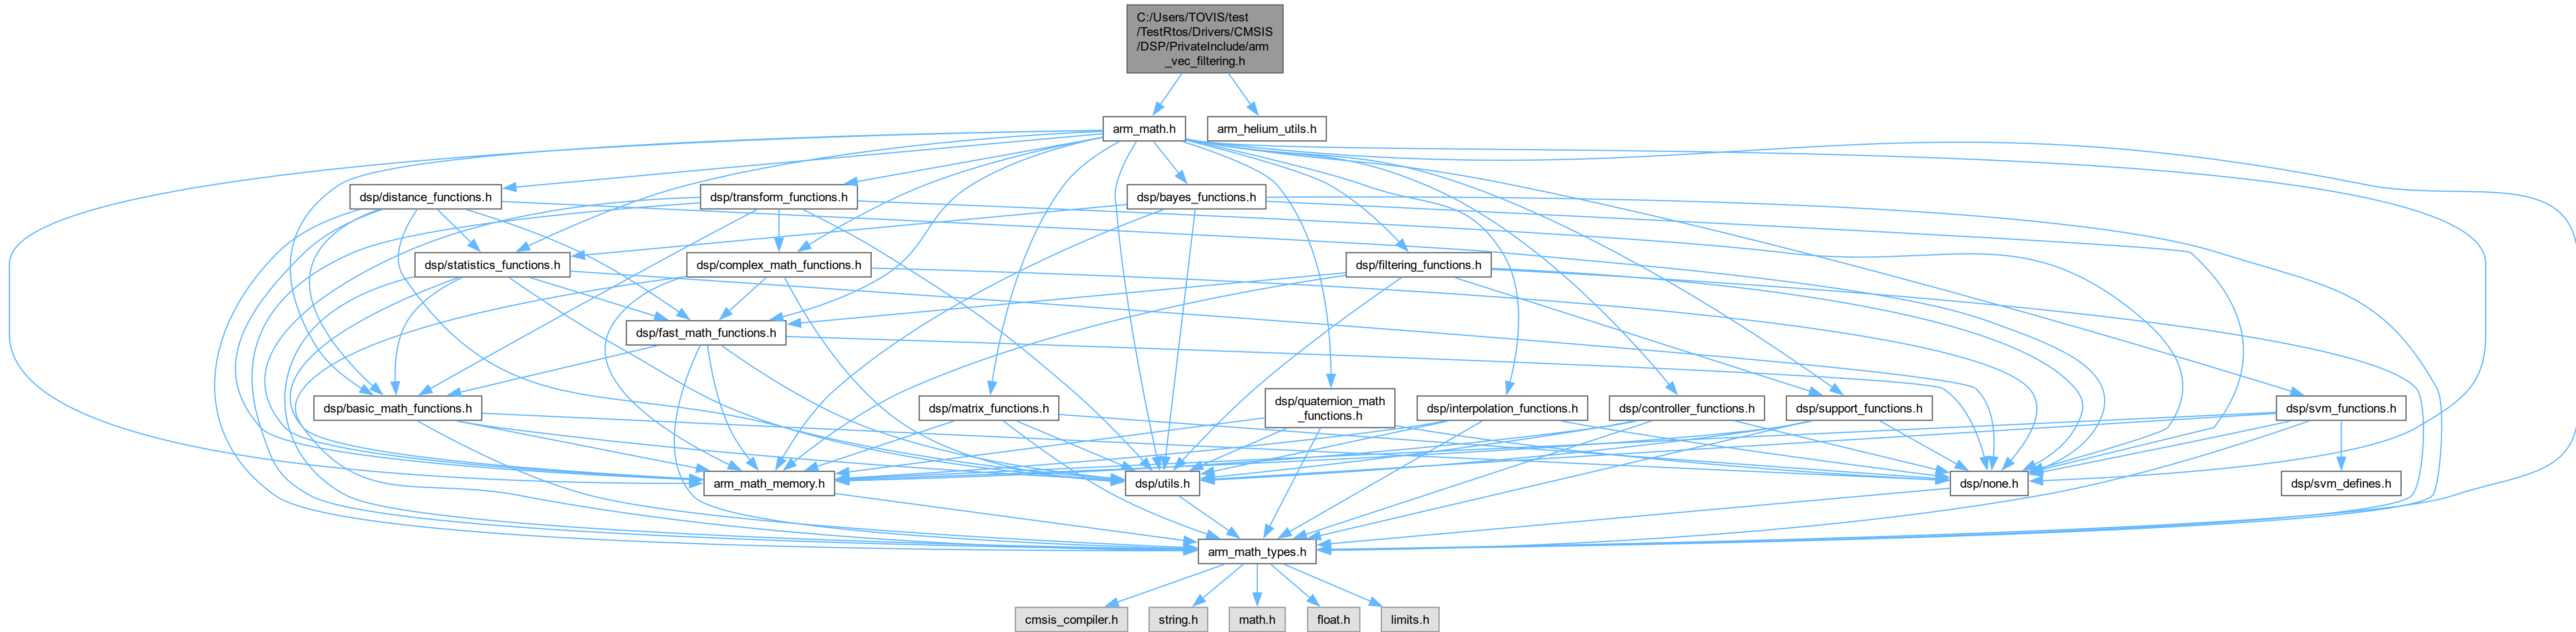 C:/Users/TOVIS/test
/TestRtos/Drivers/CMSIS
/DSP/PrivateInclude/arm
_vec_filtering.h
arm_math.h
arm_helium_utils.h
dsp/distance_functions.h
dsp/transform_functions.h
dsp/bayes_functions.h
dsp/statistics_functions.h
dsp/complex_math_functions.h
dsp/filtering_functions.h
dsp/fast_math_functions.h
dsp/basic_math_functions.h
dsp/matrix_functions.h
dsp/quaternion_math
_functions.h
dsp/interpolation_functions.h
dsp/controller_functions.h
dsp/support_functions.h
dsp/svm_functions.h
arm_math_memory.h
dsp/utils.h
dsp/none.h
dsp/svm_defines.h
arm_math_types.h
cmsis_compiler.h
string.h
math.h
float.h
limits.h